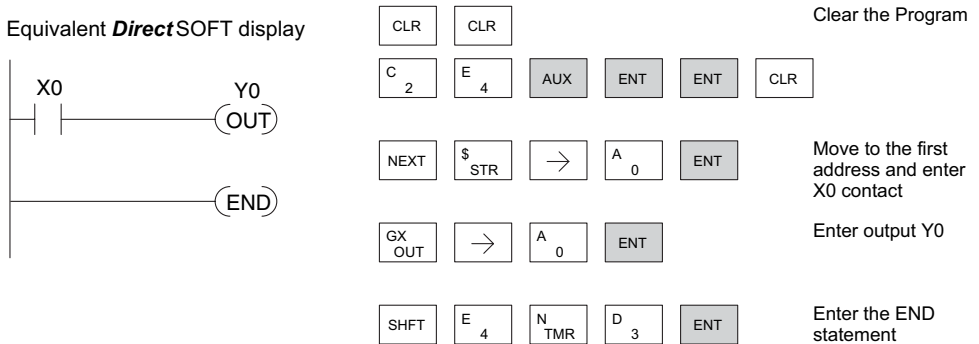 Equivalent DirectSOFT display
X0 Y0
OUT
END
CLR CLR
Clear the Program
C 2 E 4 AUX ENT ENT CLR
NEXT $ STR → A 0 ENT
Move to the first
address and enter
X0 contact
GX OUT → A 0 ENT
Enter output Y0
SHFT E 4 N TMR D 3 ENT
Enter the END
statement